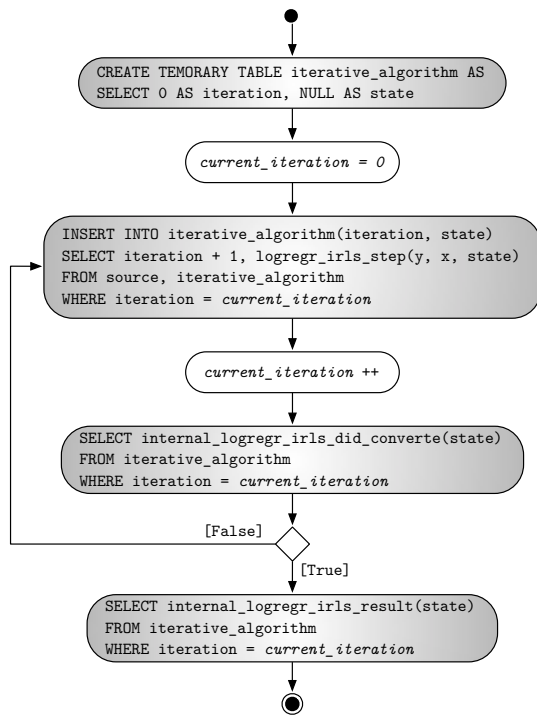 CREATE TEMORARY TABLE iterative_algorithm AS
SELECT 0 AS iteration, NULL AS state
current_iteration = 0
INSERT INTO iterative_algorithm(iteration, state)
SELECT iteration + 1, logregr_irls_step(y, x, state)
FROM source, iterative_algorithm
WHERE iteration = current_iteration
current_iteration ++
SELECT internal_logregr_irls_did_converte(state)
FROM iterative_algorithm
WHERE iteration = current_iteration
[False]
[True]
SELECT internal_logregr_irls_result(state)
FROM iterative_algorithm
WHERE iteration = current_iteration